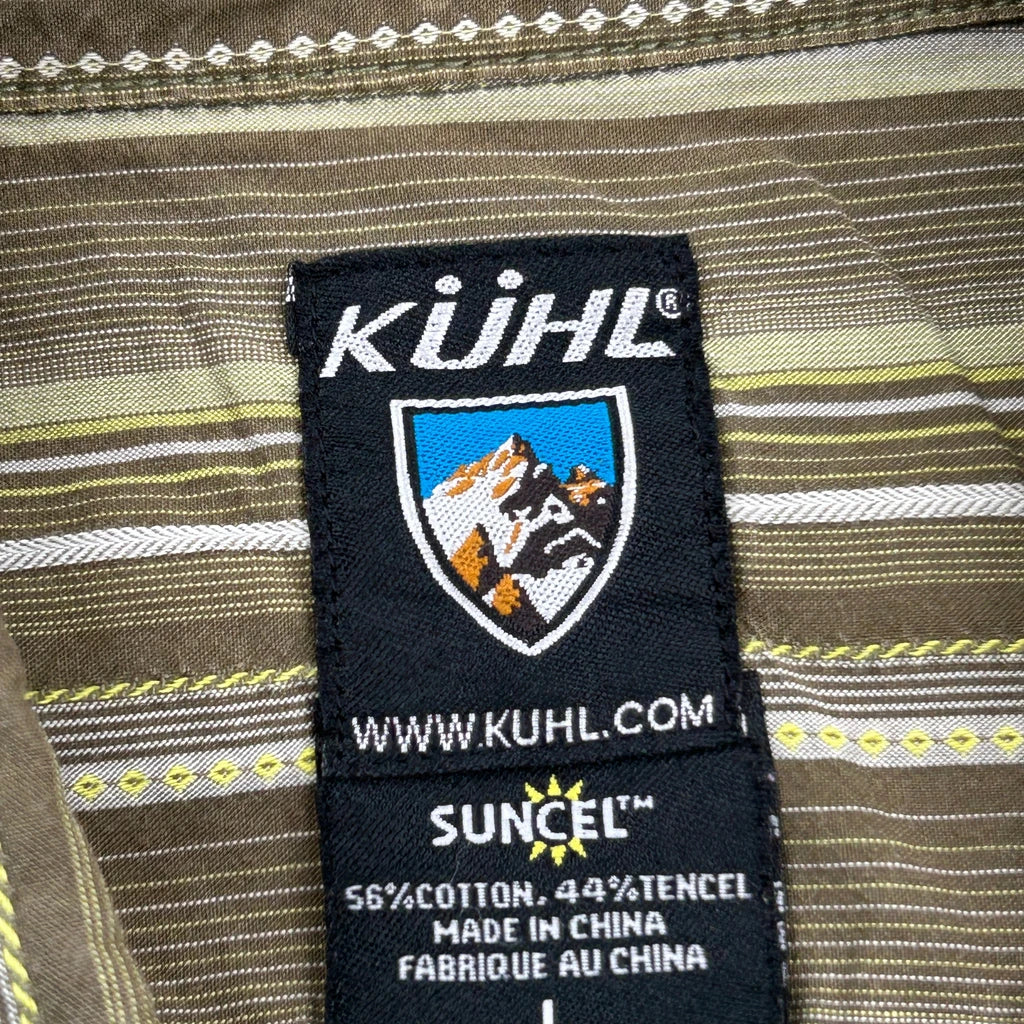 KÜHL®
WWW.KUHL.COM
SUNCEL™
56%COTTON. 44%TENCEL
MADE IN CHINA
FABRIQUE AU CHINA